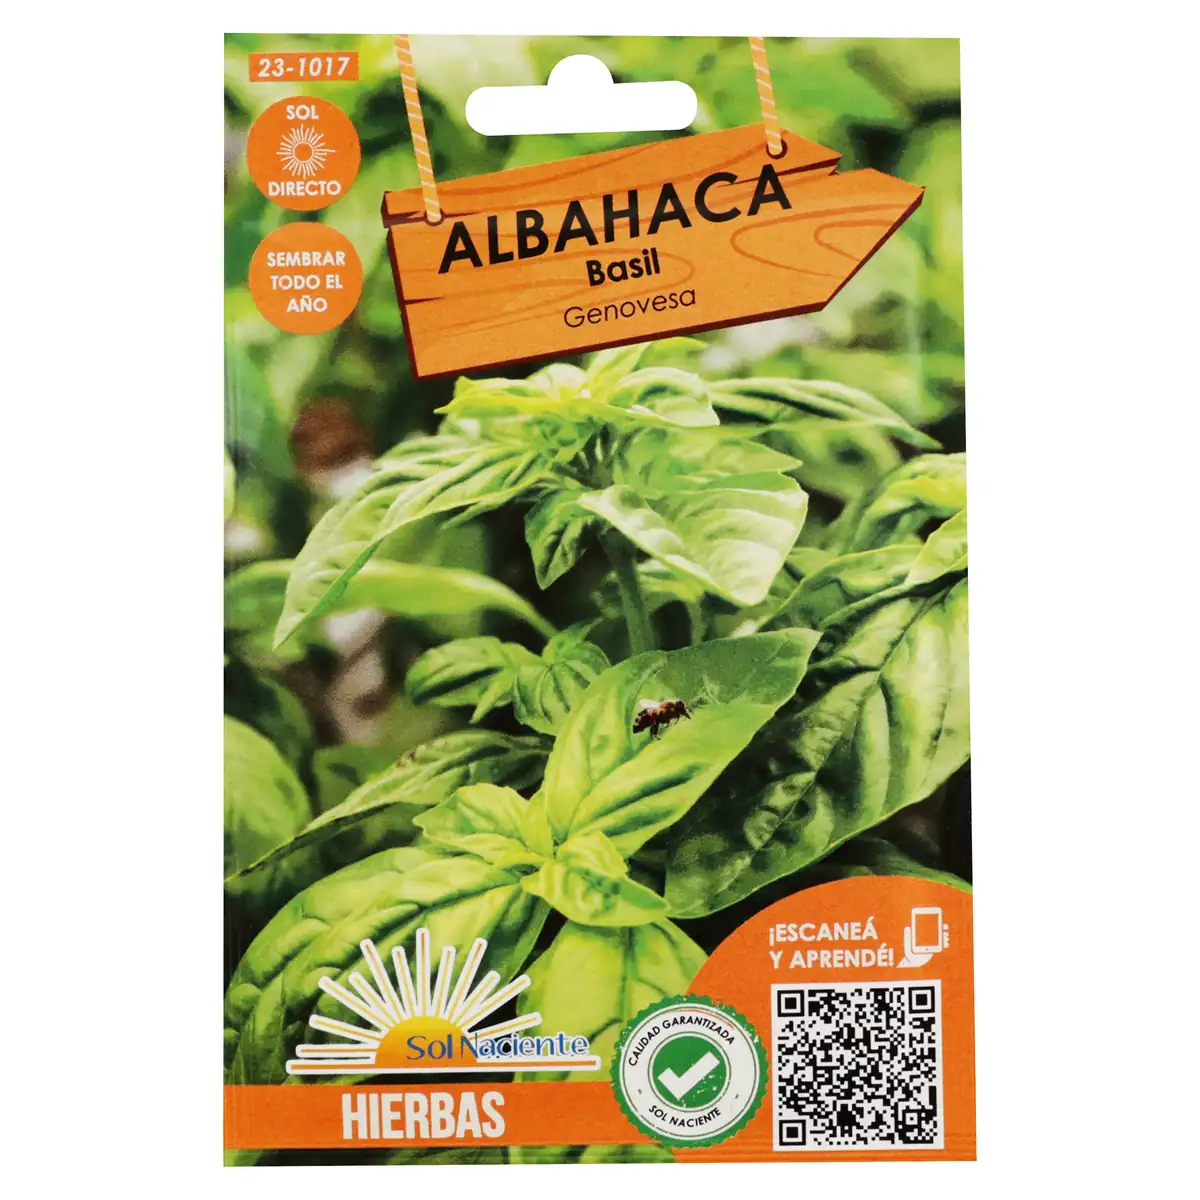 23-1017
SOL
DIRECTO
SEMBRAR
TODO EL
AÑO
ALBAHACA
Basil
Genovesa
¡ESCANEÁ
Y APRENDÉ!
Sol Naciente
CAUDAD GARANTIZADA
SOL NACIENTE
HIERBAS